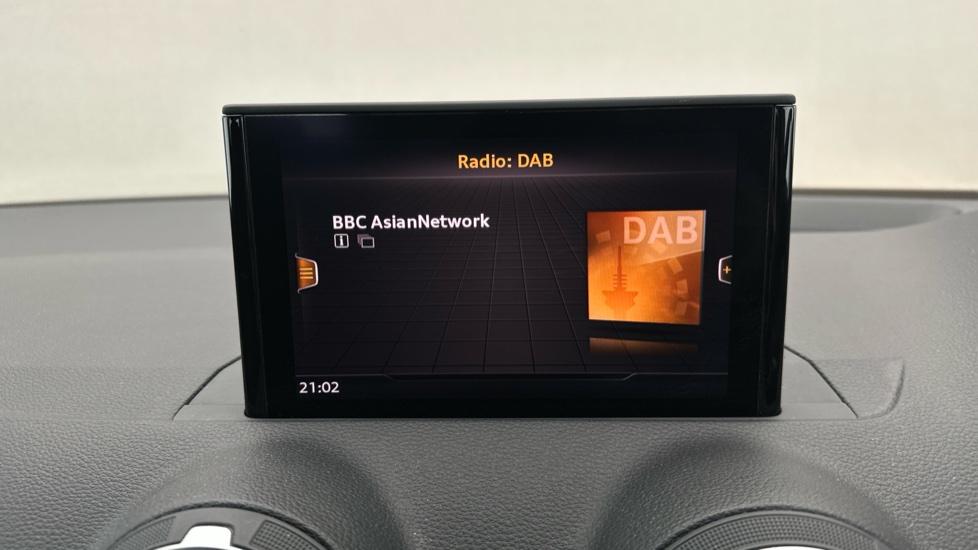 Radio: DAB
BBC AsianNetwork
DAB
21:02